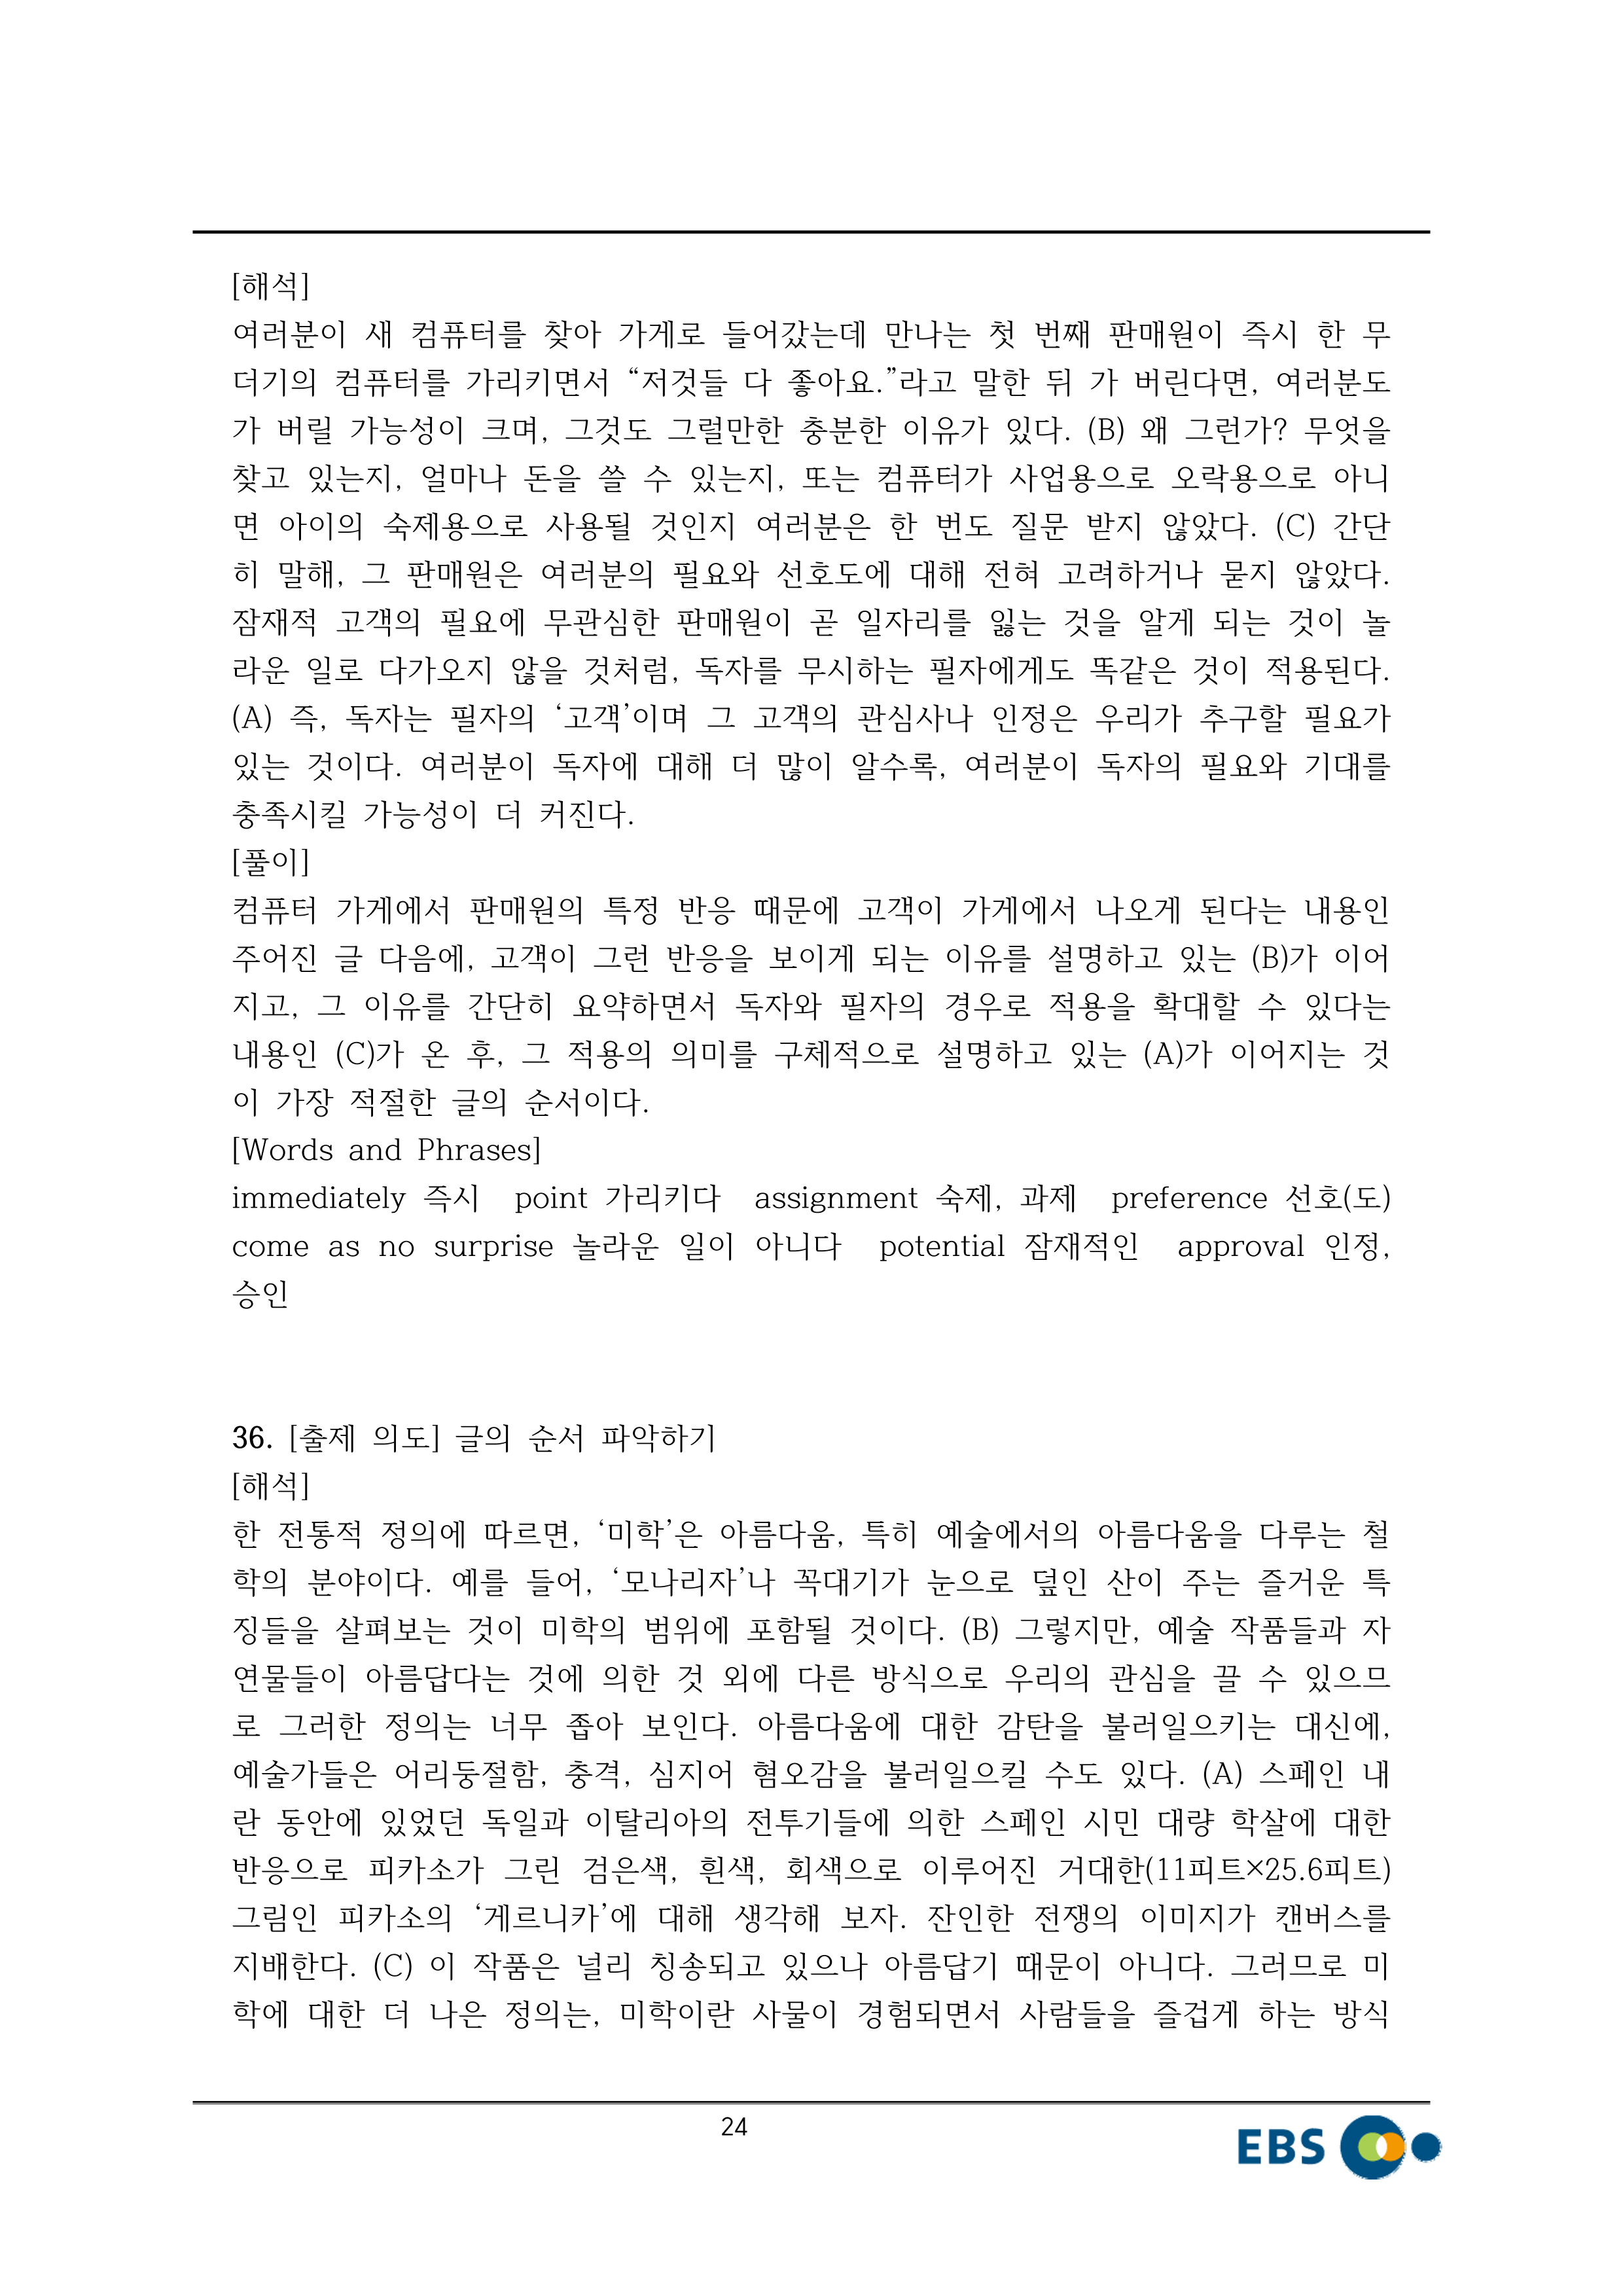 [해석]
여러분이 새 컴퓨터를 찾아 가게로 들어갔는데 만나는 첫 번째 판매원이 즉시 한 무
더기의 컴퓨터를 가리키면서 “저것들 다 좋아요.”라고 말한 뒤 가 버린다면, 여러분도
가 버릴 가능성이 크며, 그것도 그럴만한 충분한 이유가 있다. (B) 왜 그런가? 무엇을
찾고 있는지, 얼마나 돈을 쓸 수 있는지, 또는 컴퓨터가 사업용으로 오락용으로 아니
면 아이의 숙제용으로 사용될 것인지 여러분은 한 번도 질문 받지 않았다. (C) 간단
히 말해, 그 판매원은 여러분의 필요와 선호도에 대해 전혀 고려하거나 묻지 않았다.
잠재적 고객의 필요에 무관심한 판매원이 곧 일자리를 잃는 것을 알게 되는 것이 놀
라운 일로 다가오지 않을 것처럼, 독자를 무시하는 필자에게도 똑같은 것이 적용된다.
(A) 즉, 독자는 필자의 ‘고객’이며 그 고객의 관심사나 인정은 우리가 추구할 필요가
있는 것이다. 여러분이 독자에 대해 더 많이 알수록, 여러분이 독자의 필요와 기대를
충족시킬 가능성이 더 커진다.
[풀이]
컴퓨터 가게에서 판매원의 특정 반응 때문에 고객이 가게에서 나오게 된다는 내용인
주어진 글 다음에, 고객이 그런 반응을 보이게 되는 이유를 설명하고 있는 (B)가 이어
지고, 그 이유를 간단히 요약하면서 독자와 필자의 경우로 적용을 확대할 수 있다는
내용인 (C)가 온 후, 그 적용의 의미를 구체적으로 설명하고 있는 (A)가 이어지는 것
이 가장 적절한 글의 순서이다.
[Words and Phrases]
immediately 즉시 point 가리키다 assignment 숙제, 과제 preference 선호(도)
come as no surprise 놀라운 일이 아니다 potential 잠재적인 approval 인정,
승인
36. [출제 의도] 글의 순서 파악하기
[해석]
한 전통적 정의에 따르면, ‘미학’은 아름다움, 특히 예술에서의 아름다움을 다루는 철
학의 분야이다. 예를 들어, ‘모나리자’나 꼭대기가 눈으로 덮인 산이 주는 즐거운 특
징들을 살펴보는 것이 미학의 범위에 포함될 것이다. (B) 그렇지만, 예술 작품들과 자
연물들이 아름답다는 것에 의한 것 외에 다른 방식으로 우리의 관심을 끌 수 있으므
로 그러한 정의는 너무 좁아 보인다. 아름다움에 대한 감탄을 불러일으키는 대신에,
예술가들은 어리둥절함, 충격, 심지어 혐오감을 불러일으킬 수도 있다. (A) 스페인 내
란 동안에 있었던 독일과 이탈리아의 전투기들에 의한 스페인 시민 대량 학살에 대한
반응으로 피카소가 그린 검은색, 흰색, 회색으로 이루어진 거대한(11피트×25.6피트)
그림인 피카소의 ‘게르니카’에 대해 생각해 보자. 잔인한 전쟁의 이미지가 캔버스를
지배한다. (C) 이 작품은 널리 칭송되고 있으나 아름답기 때문이 아니다. 그러므로 미
학에 대한 더 나은 정의는, 미학이란 사물이 경험되면서 사람들을 즐겁게 하는 방식
24
EBS